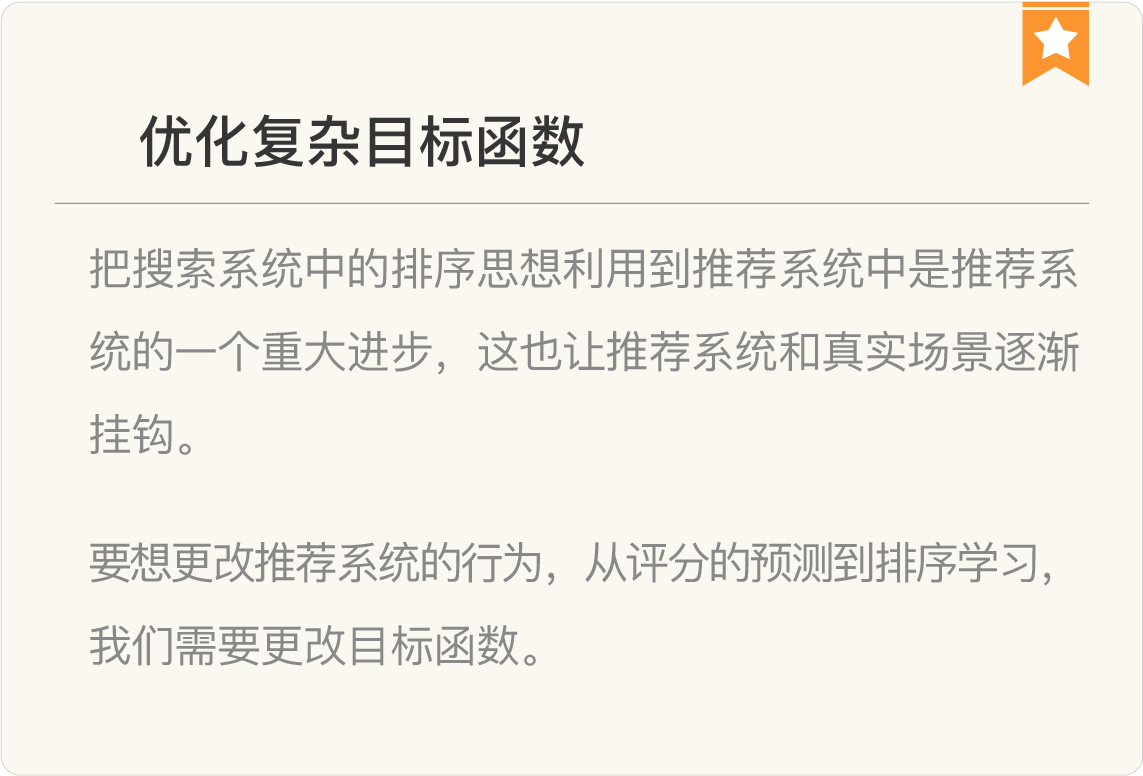 优化复杂目标函数
把搜索系统中的排序思想利用到推荐系统中是推荐系
统的一个重大进步，这也让推荐系统和真实场景逐渐
挂钩。
要想更改推荐系统的行为，从评分的预测到排序学习，
我们需要更改目标函数。